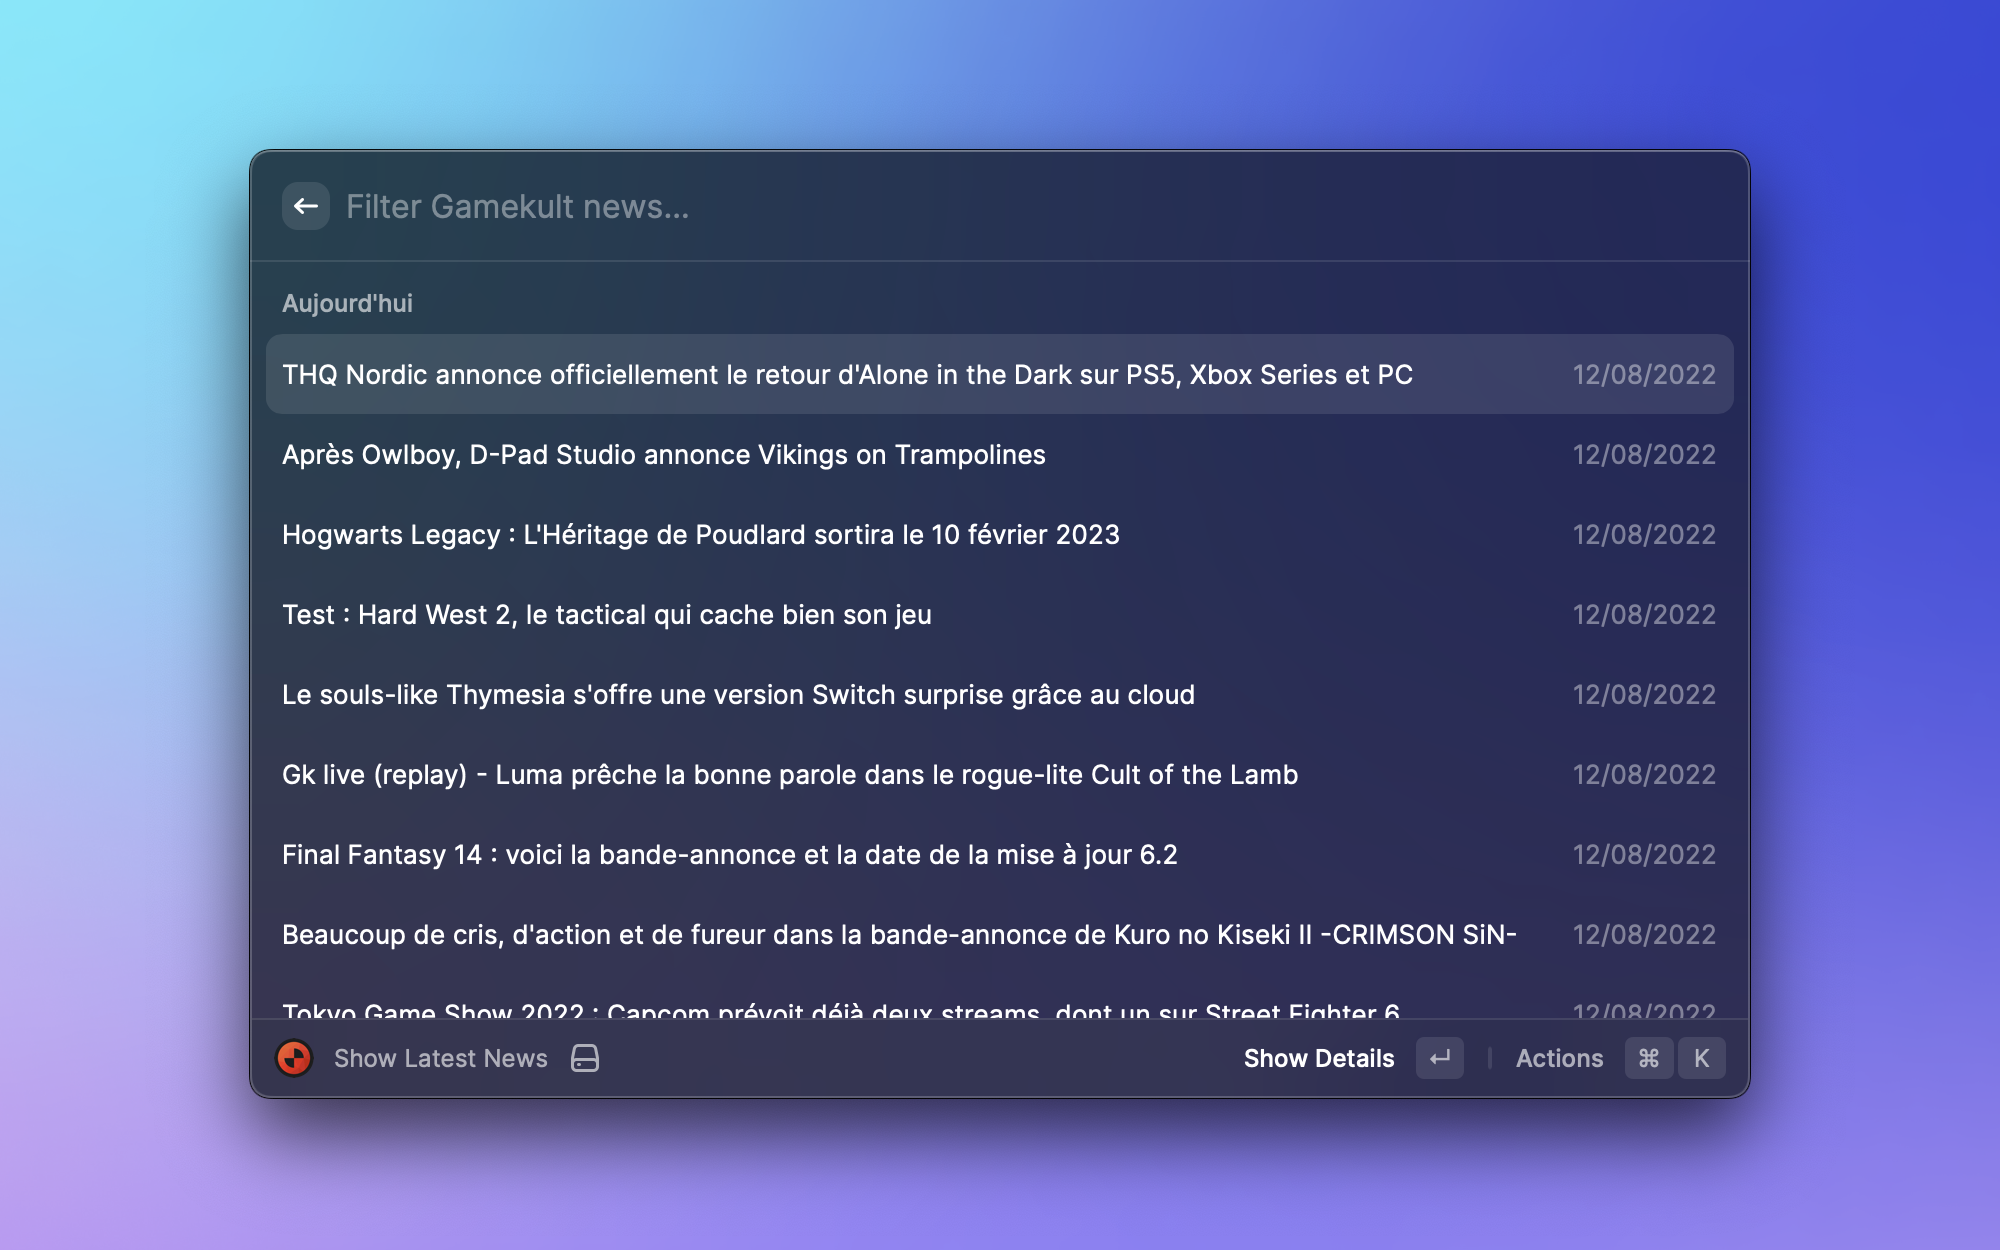 Filter Gamekult news...
Aujourd'hui
THQ Nordic annonce officiellement le retour d'Alone in the Dark sur PS5, Xbox Series et PC 12/08/2022
Après Owlboy, D-Pad Studio annonce Vikings on Trampolines 12/08/2022
Hogwarts Legacy : L'Héritage de Poudlard sortira le 10 février 2023 12/08/2022
Test : Hard West 2, le tactical qui cache bien son jeu 12/08/2022
Le souls-like Thymesia s'offre une version Switch surprise grâce au cloud 12/08/2022
Gk live (replay) - Luma prêche la bonne parole dans le rogue-lite Cult of the Lamb 12/08/2022
Final Fantasy 14 : voici la bande-annonce et la date de la mise à jour 6.2 12/08/2022
Beaucoup de cris, d'action et de fureur dans la bande-annonce de Kuro no Kiseki II -CRIMSON SiN- 12/08/2022
Tokyo Game Show 2022 : Capcom prévoit déjà deux streams, dont un sur Street Fighter 6 12/08/2022
Show Latest News Show Details ↵ Actions ⌘ K